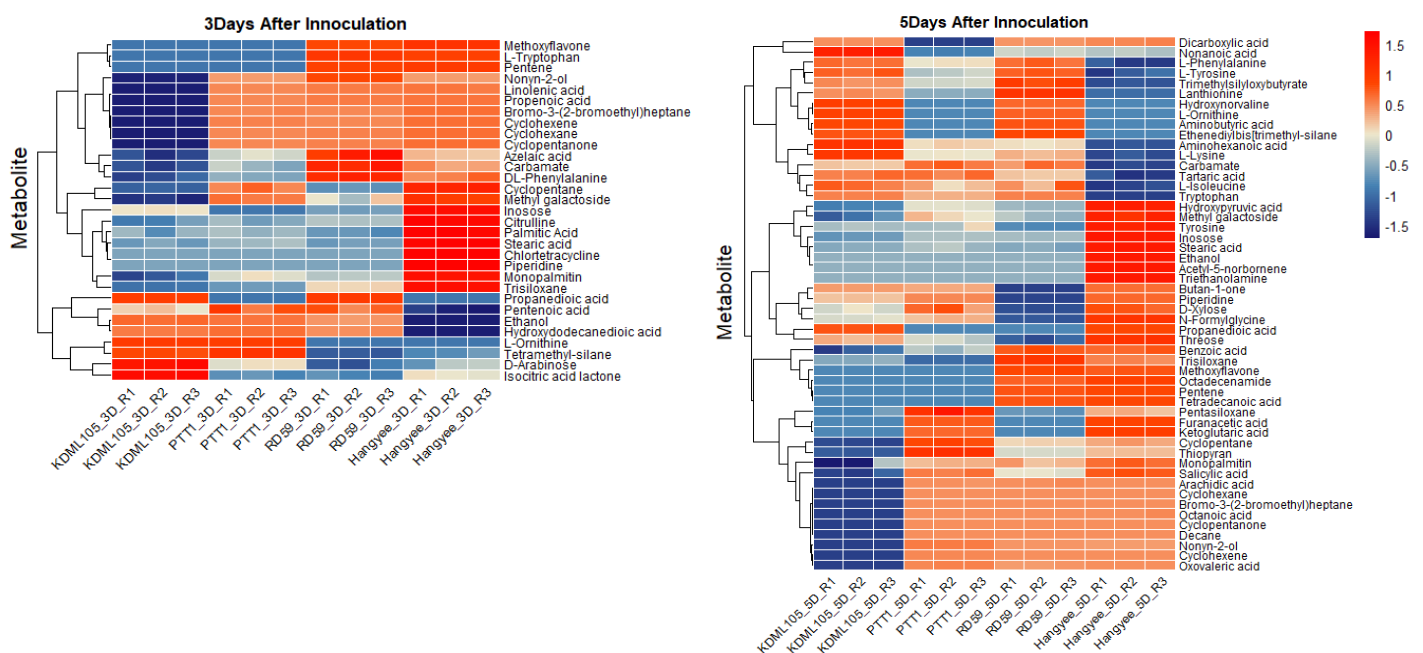 3Days After Innoculation
Metabolite
Methoxyflavone
L-Tryptophan
Pentene
Nonyn-2-ol
Linolenic acid
Propenoic acid
Bromo-3-(2-bromoethyl)heptane
Cyclohexene
Cyclohexane
Cyclopentanone
Azelaic acid
Carbamate
DL-Phenylalanine
Cyclopentane
Methyl galactoside
Inosose
Citrulline
Palmitic Acid
Stearic acid
Chlortetracycline
Piperidine
Monopalmitin
Trisiloxane
Propanedioic acid
Pentenoic acid
Ethanol
Hydroxydodecanedioic acid
L-Ornithine
Tetramethyl-silane
D-Arabinose
Isocitric acid lactone
KDML105_3D_R1
KDML105_3D_R2
KDML105_3D_R3
PTT1_3D_R1
PTT1_3D_R2
PTT1_3D_R3
RD59_3D_R1
RD59_3D_R2
RD59_3D_R3
Hangyee_3D_R1
Hangyee_3D_R2
Hangyee_3D_R3
5Days After Innoculation
Metabolite
Dicarboxylic acid
Nonanoic acid
L-Phenylalanine
L-Tyrosine
Trimethylsilyloxybutyrate
Lanthionine
Hydroxynorvaline
L-Ornithine
Aminobutyric acid
Ethenediylbis|trimethyl-silane
Aminohexanoic acid
L-Lysine
Carbamate
Tartaric acid
L-Isoleucine
Tryptophan
Hydroxypyruvic acid
Methyl galactoside
Tyrosine
Inosose
Stearic acid
Ethanol
Acetyl-5-norbornene
Triethanolamine
Butan-1-one
Piperidine
D-Xylose
N-Formylglycine
Propanedioic acid
Threose
Benzoic acid
Trisiloxane
Methoxyflavone
Octadecenamide
Pentene
Tetradecanoic acid
Pentasiloxane
Furanacetic acid
Ketoglutaric acid
Cyclopentane
Thiopyran
Monopalmitin
Salicylic acid
Arachidic acid
Cyclohexane
Bromo-3-(2-bromoethyl)heptane
Octanoic acid
Cyclopentanone
Decane
Nonyn-2-ol
Cyclohexene
Oxovaleric acid
KDML105_5D_R1
KDML105_5D_R2
KDML105_5D_R3
PTT1_5D_R1
PTT1_5D_R2
PTT1_5D_R3
RD59_5D_R1
RD59_5D_R2
RD59_5D_R3
Hangyee_5D_R1
Hangyee_5D_R2
Hangyee_5D_R3
1.5
1
0.5
0
-0.5
-1
-1.5